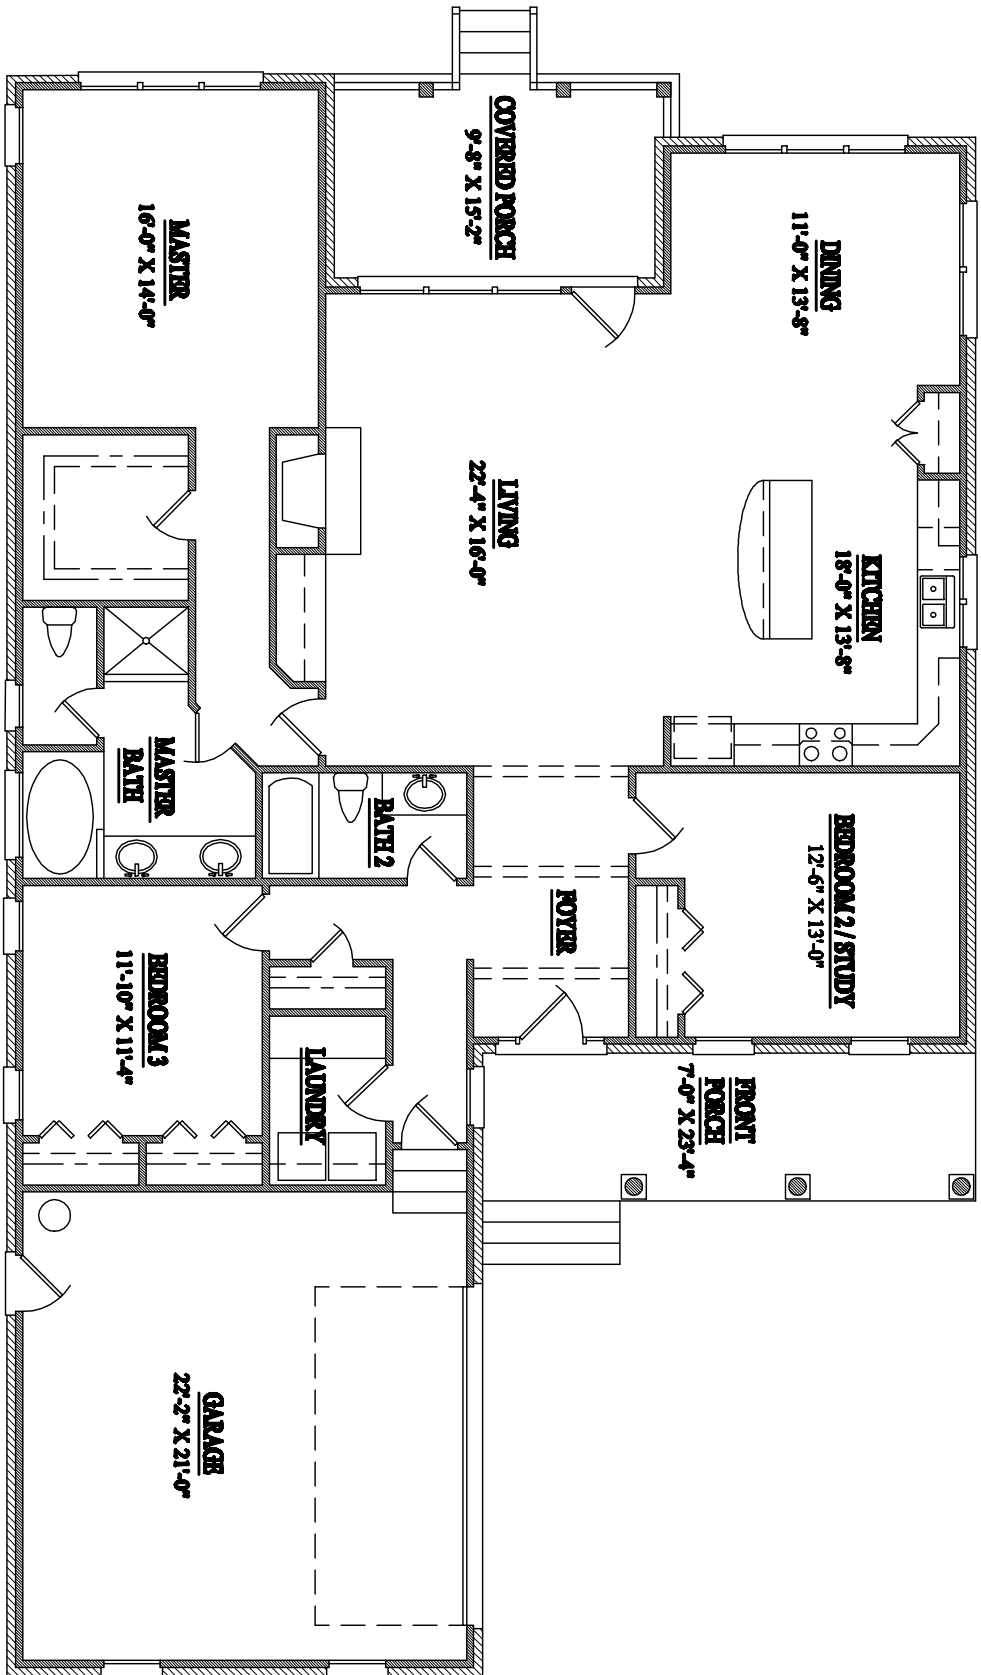 COVERED PORCH
9'-8" X 15'-2"
DINING
11'-0" X 13'-8"
MASTER
16'-0" X 14'-0"
LIVING
22'-4" X 16'-0"
KITCHEN
18'-0" X 13'-8"
MASTER
BATH
BATH 2
FOYER
BEDROOM 2 / STUDY
12'-6" X 13'-0"
BEDROOM 3
11'-10" X 11'-4"
LAUNDRY
FRONT
PORCH
7'-0" X 23'-4"
GARAGE
22'-2" X 21'-0"